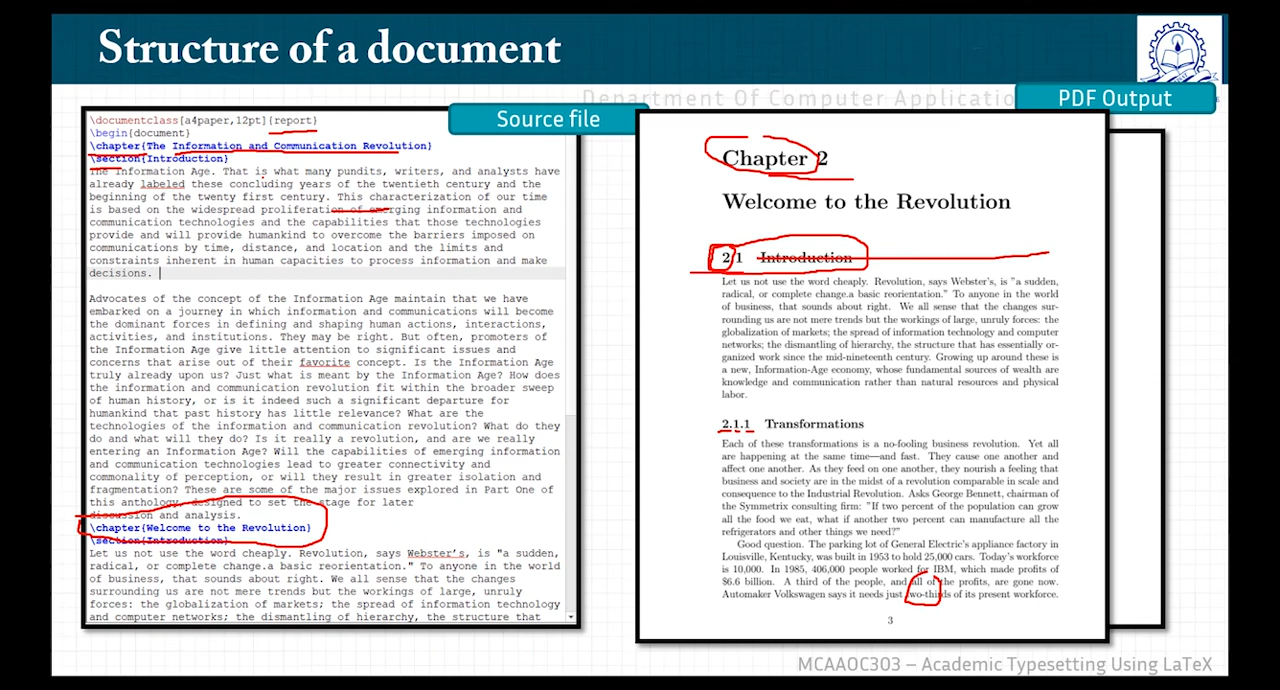 Structure of a document
Department Of Computer Application
Source file
PDF Output
\documentclass[a4paper,12pt]{report}
\begin{document}
\chapter{The Information and Communication Revolution}
\section{Introduction}
The Information Age. That is what many pundits, writers, and analysts have
already labeled these concluding years of the twentieth century and the
beginning of the twenty first century. This characterization of our time
is based on the widespread proliferation of emerging information and
communication technologies and the capabilities that those technologies
provide and will provide humankind to overcome the barriers imposed on
communications by time, distance, and location and the limits and
constraints inherent in human capacities to process information and make
decisions.
Advocates of the concept of the Information Age maintain that we have
embarked on a journey in which information and communications will become
the dominant forces in defining and shaping human actions, interactions,
activities, and institutions. They may be right. But often, promoters of
the Information Age give little attention to significant issues and
concerns that arise out of their favorite concept. Is the Information Age
truly already upon us? Just what is meant by the Information Age? How does
the information and communication revolution fit within the broader sweep
of human history, or is it indeed such a significant departure for
humankind that past history has little relevance? What are the
technologies of the information and communication revolution? What do they
do and what will they do? Is it really a revolution, and are we really
entering an Information Age? Will the capabilities of emerging information
and communication technologies lead to greater connectivity and
commonality of perception, or will they result in greater isolation and
fragmentation? These are some of the major issues explored in Part One of
this anthology, designed to set the stage for later
discussion and analysis.
\chapter{Welcome to the Revolution}
\section{Introduction}
Let us not use the word cheaply. Revolution, says Webster's, is "a sudden,
radical, or complete change.a basic reorientation." To anyone in the world
of business, that sounds about right. We all sense that the changes
surrounding us are not mere trends but the workings of large, unruly
forces: the globalization of markets; the spread of information technology
and computer networks; the dismantling of hierarchy, the structure that
Chapter 2
Welcome to the Revolution
2.1 Introduction
Let us not use the word cheaply. Revolution, says Webster's, is "a sudden,
radical, or complete change.a basic reorientation." To anyone in the world
of business, that sounds about right. We all sense that the changes sur-
rounding us are not mere trends but the workings of large, unruly forces: the
globalization of markets; the spread of information technology and computer
networks; the dismantling of hierarchy, the structure that has essentially or-
ganized work since the mid-nineteenth century. Growing up around these is
a new, Information-Age economy, whose fundamental sources of wealth are
knowledge and communication rather than natural resources and physical
labor.
2.1.1 Transformations
Each of these transformations is a no-fooling business revolution. Yet all
are happening at the same time—and fast. They cause one another and
affect one another. As they feed on one another, they nourish a feeling that
business and society are in the midst of a revolution comparable in scale and
consequence to the Industrial Revolution. Asks George Bennett, chairman of
the Symmetrix consulting firm: "If two percent of the population can grow
all the food we eat, what if another two percent can manufacture all the
refrigerators and other things we need?"
Good question. The parking lot of General Electric's appliance factory in
Louisville, Kentucky, was built in 1953 to hold 25,000 cars. Today's workforce
is 10,000. In 1985, 406,000 people worked for IBM, which made profits of
$6.6 billion. A third of the people, and all of the profits, are gone now.
Automaker Volkswagen says it needs just two-thirds of its present workforce.
3
MCAAOC303 – Academic Typesetting Using LaTeX